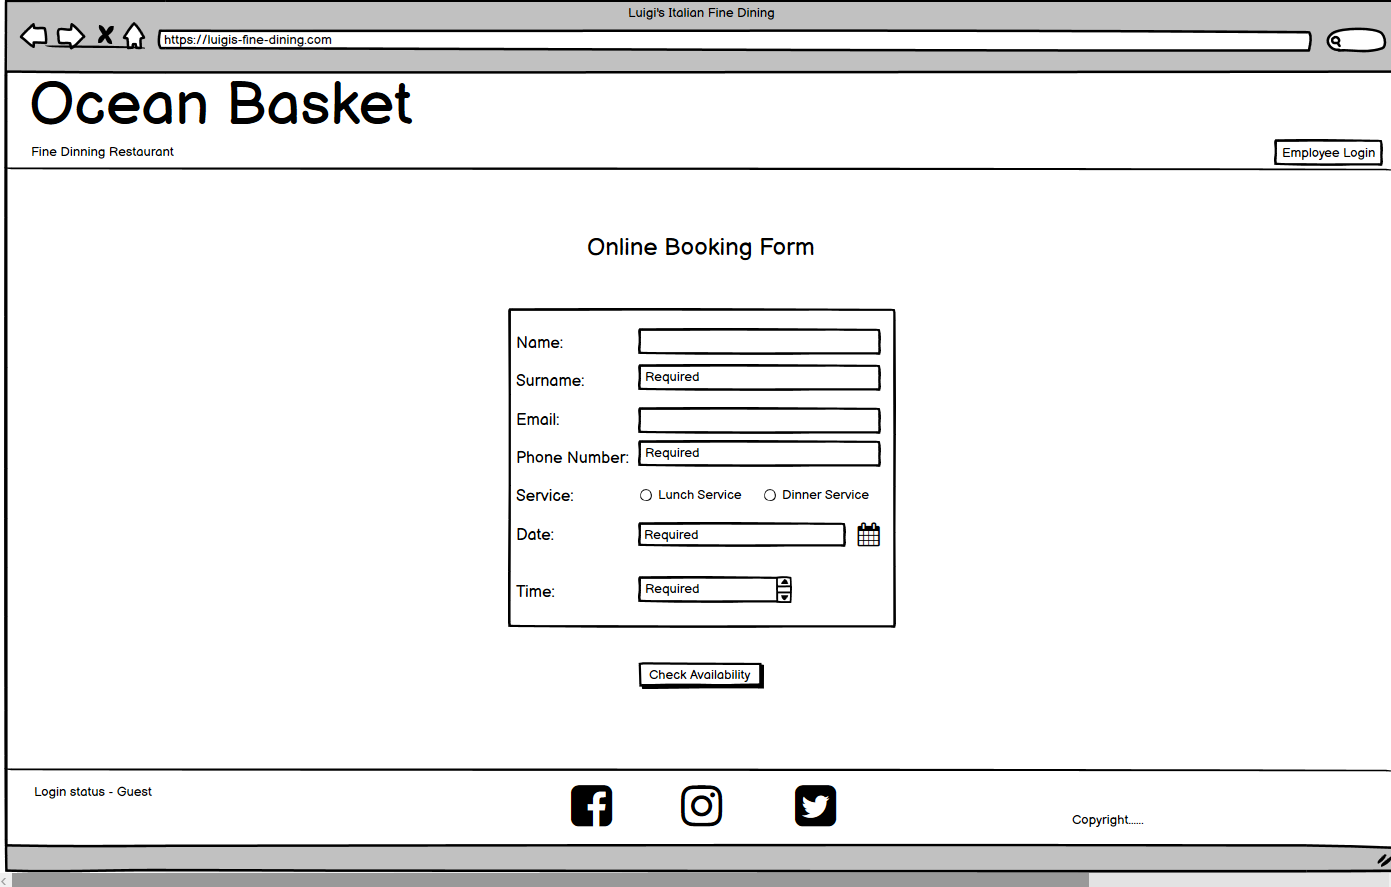 Luigi's Italian Fine Dining
https://luigis-fine-dining.com
Ocean Basket
Fine Dinning Restaurant
Employee Login
Online Booking Form
Name:
Surname: Required
Email:
Phone Number: Required
Service: Lunch Service Dinner Service
Date: Required
Time: Required
Check Availability
Login status - Guest
Copyright......